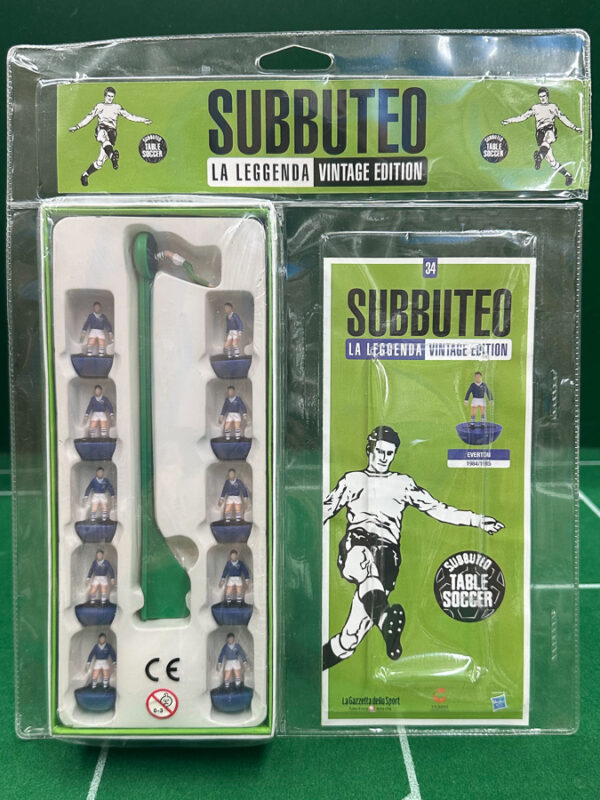 SUBBUTEO
LA LEGGENDA VINTAGE EDITION
SUBBUTEO
TABLE
SOCCER
SUBBUTEO
TABLE
SOCCER
34
SUBBUTEO
LA LEGGENDA VINTAGE EDITION
EVERTON
1984/1985
SUBBUTEO
TABLE
SOCCER
CE
0-3
La Gazzetta dello Sport